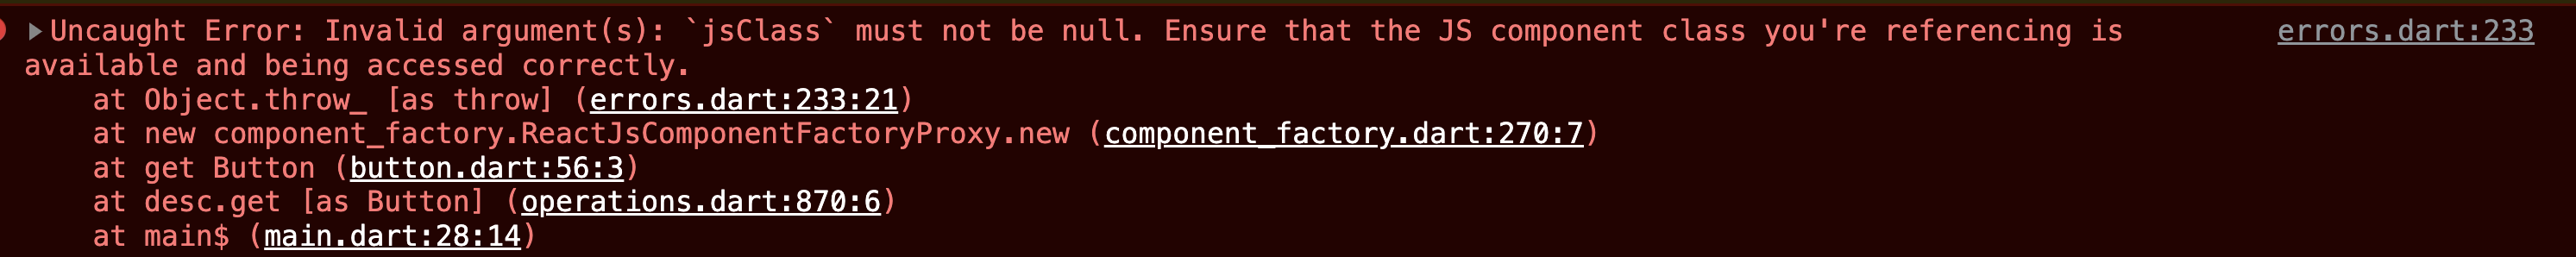 ▶Uncaught Error: Invalid argument(s): `jsClass` must not be null. Ensure that the JS component class you're referencing is errors.dart:233
available and being accessed correctly.
at Object.throw_ [as throw] (errors.dart:233:21)
at new component_factory.ReactJsComponentFactoryProxy.new (component_factory.dart:270:7)
at get Button (button.dart:56:3)
at desc.get [as Button] (operations.dart:870:6)
at main$ (main.dart:28:14)